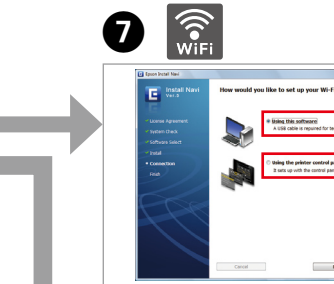 7
WiFi
Epson Install Navi
Install Navi
Ver.3
How would you like to set up your Wi-F
License Agreement
System Check
Software Select
Install
Connection
Finish
Using this software
A USB cable is required for te
Using the printer control pa
It sets up with the control pan
Cancel